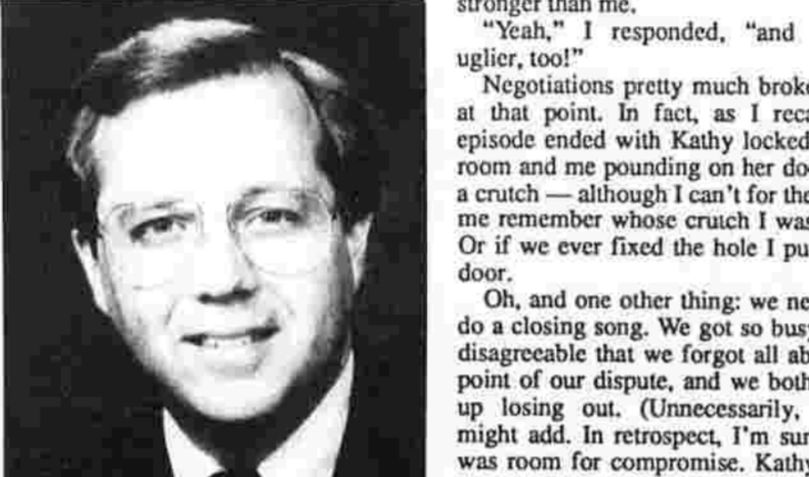 stronger than me.
"Yeah," I responded, "and
uglier, too!"
Negotiations pretty much broke
at that point. In fact, as I reca
episode ended with Kathy locked
room and me pounding on her do
a crutch — although I can't for the
me remember whose crutch I was
Or if we ever fixed the hole I pu
door.
Oh, and one other thing: we ne
do a closing song. We got so busy
disagreeable that we forgot all ab
point of our dispute, and we both
up losing out. (Unnecessarily,
might add. In retrospect, I'm sur
was room for compromise. Kathy